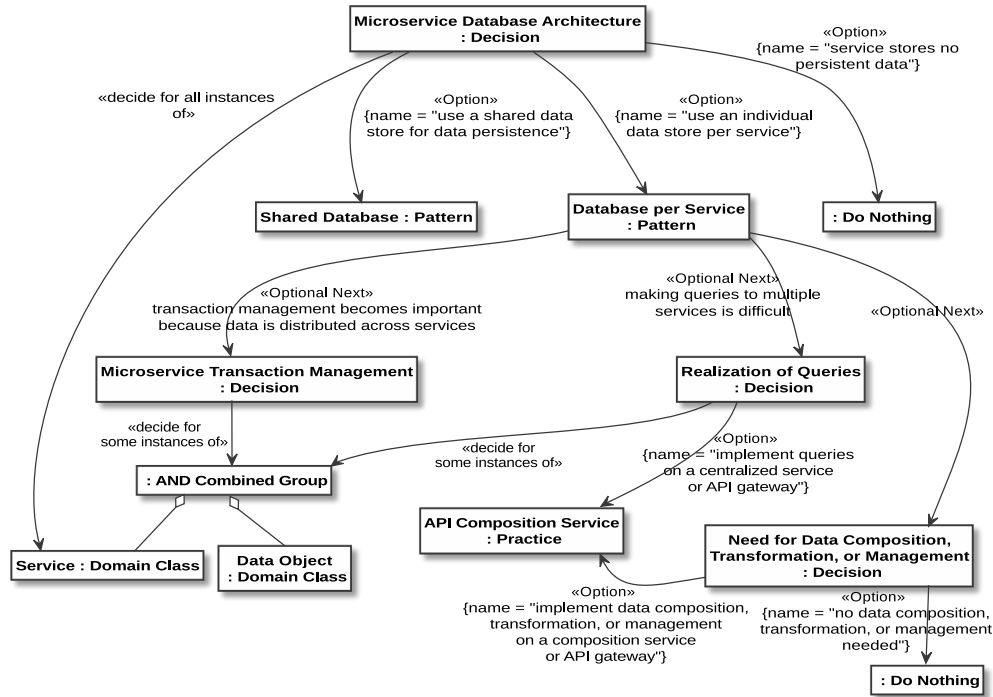 Microservice Database Architecture
: Decision
«Option»
{name = "service stores no
persistent data"}
«decide for all instances
of»
«Option»
{name = "use a shared data
store for data persistence"}
«Option»
{name = "use an individual
data store per service"}
Shared Database : Pattern
Database per Service
: Pattern
: Do Nothing
«Optional Next»
transaction management becomes important
because data is distributed across services
«Optional Next»
making queries to multiple
services is difficult
«Optional Next»
Microservice Transaction Management
: Decision
Realization of Queries
: Decision
«decide for
some instances of»
«decide for
some instances of»
«Option»
{name = "implement queries
on a centralized service
or API gateway"}
: AND Combined Group
API Composition Service
: Practice
Need for Data Composition,
Transformation, or Management
: Decision
Service : Domain Class
Data Object
: Domain Class
«Option»
{name = "implement data composition,
transformation, or management
on a composition service
or API gateway"}
«Option»
{name = "no data composition,
transformation, or management
needed"}
: Do Nothing